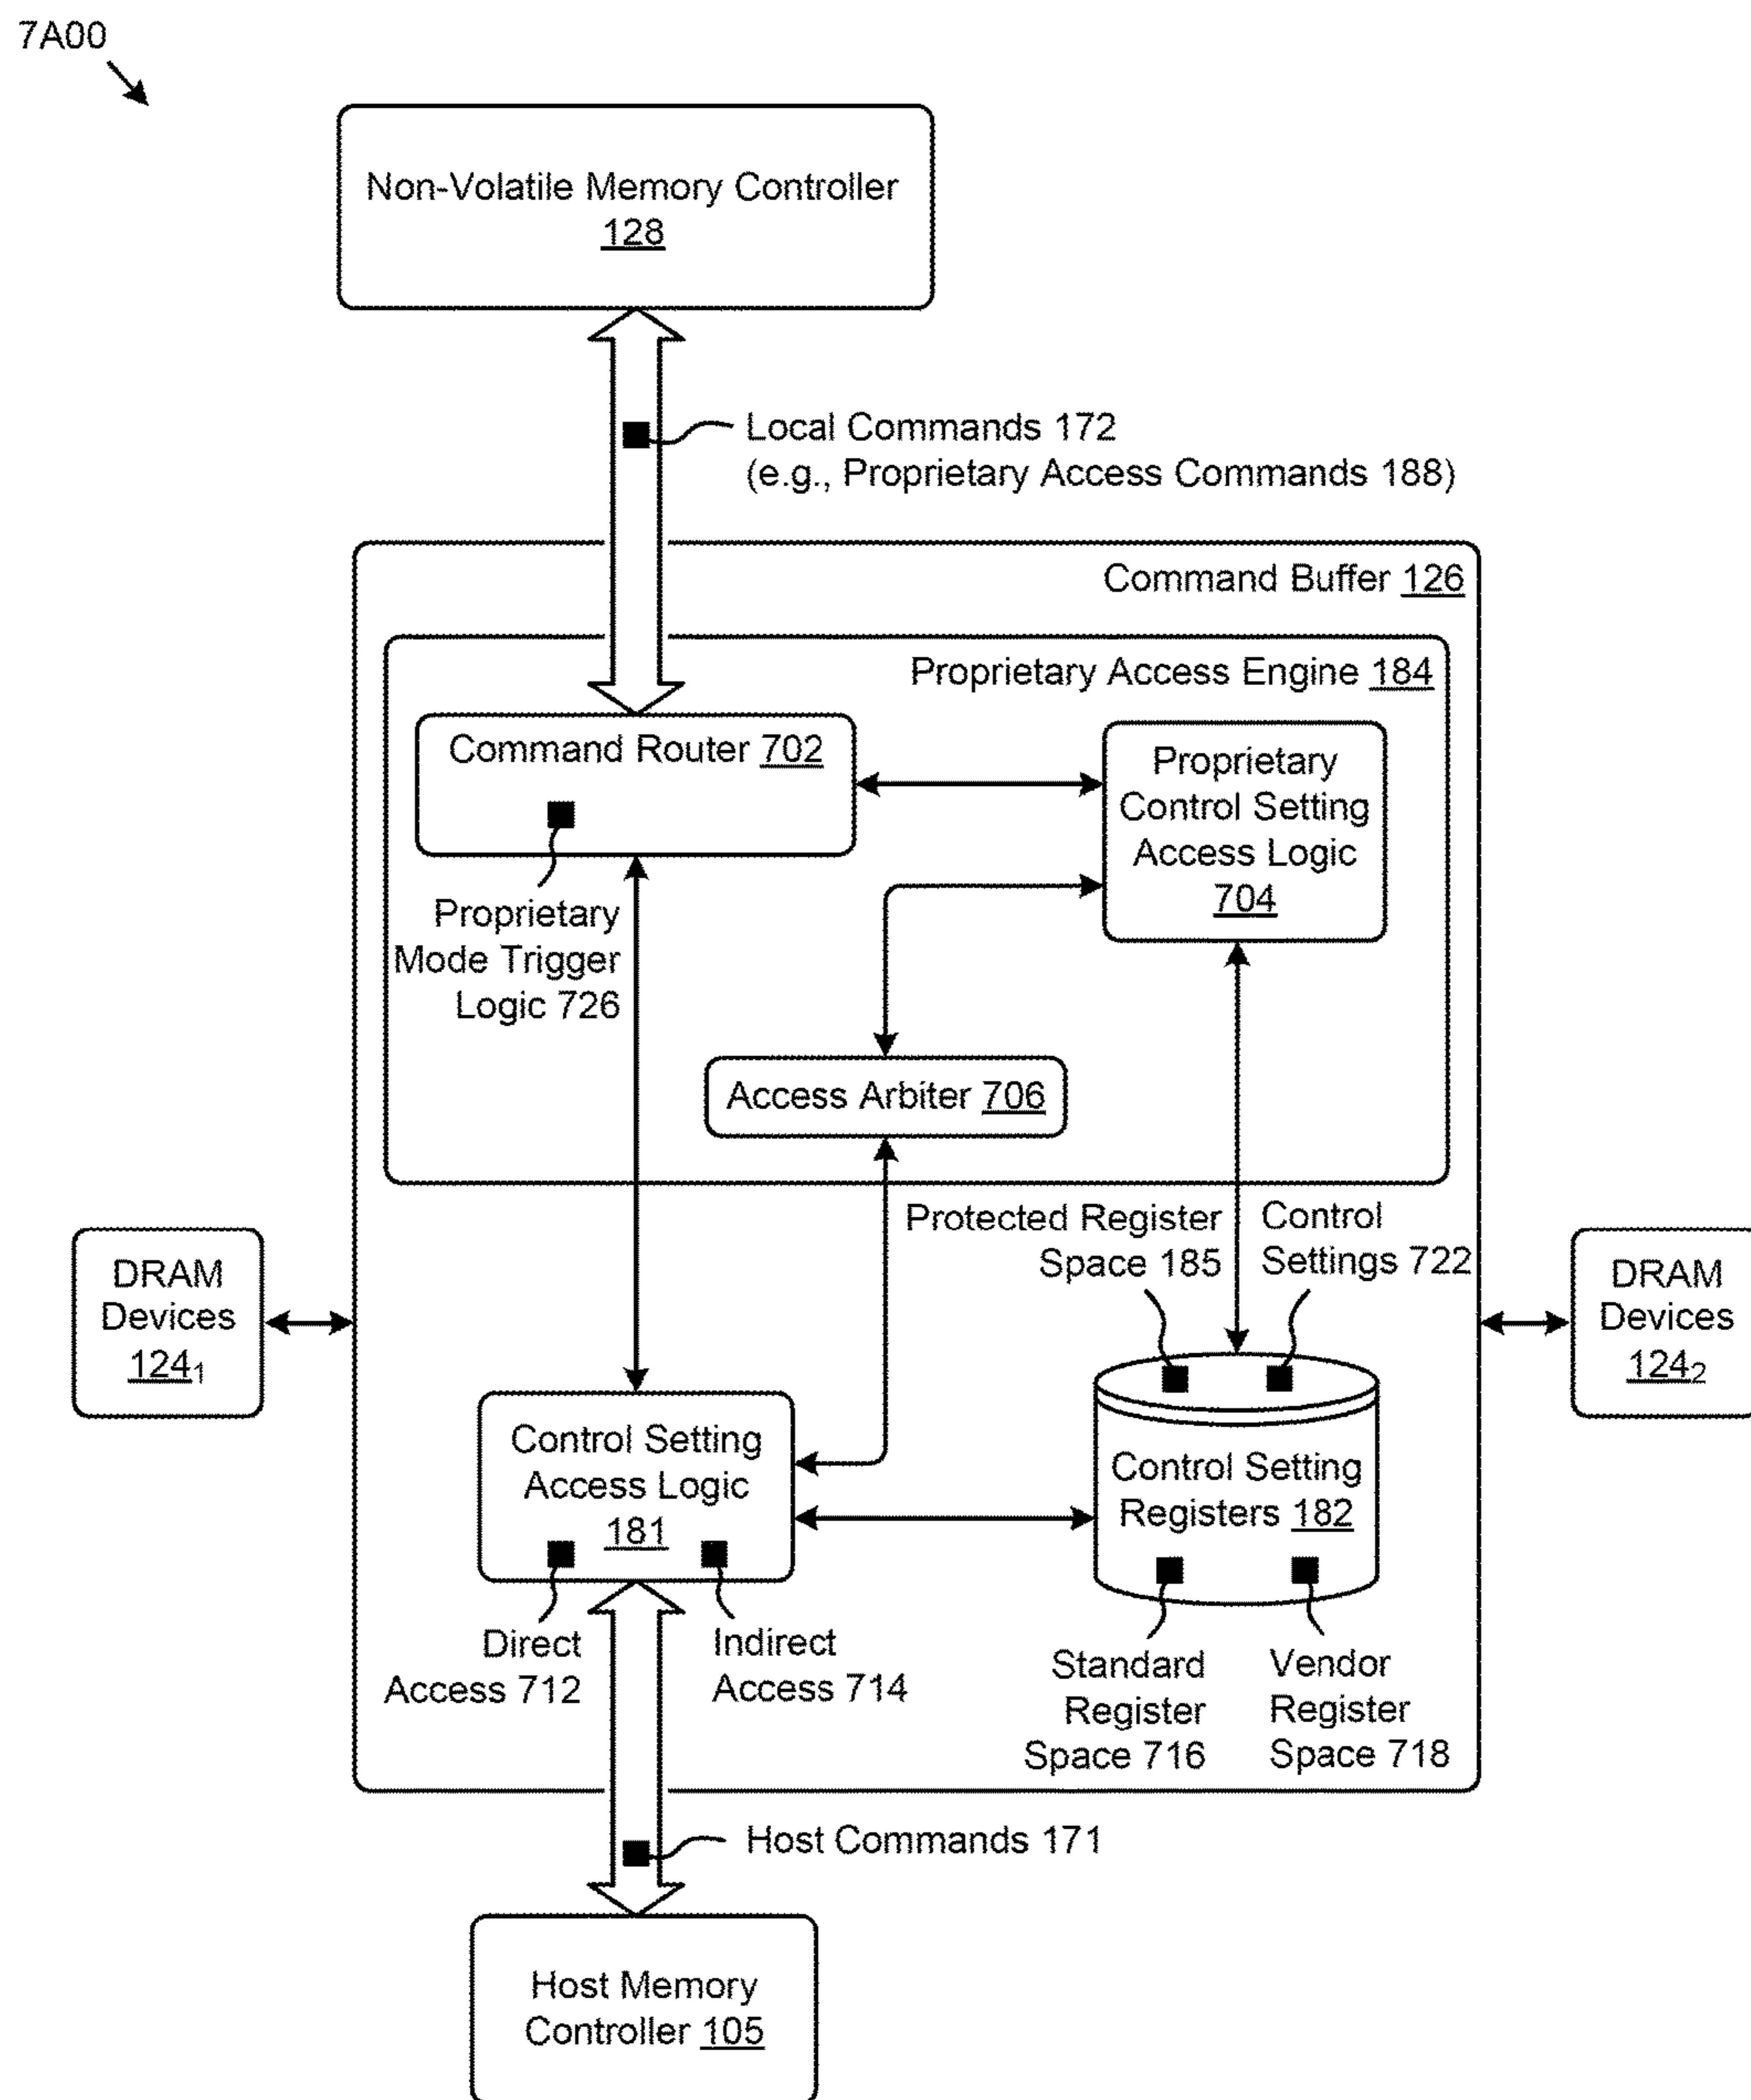 7A00
Non-Volatile Memory Controller
128
Local Commands 172
(e.g., Proprietary Access Commands 188)
Command Buffer 126
Proprietary Access Engine 184
Command Router 702
Proprietary
Mode Trigger
Logic 726
Proprietary
Control Setting
Access Logic
704
Access Arbiter 706
Protected Register
Space 185
Control
Settings 722
DRAM
Devices
124₁
DRAM
Devices
124₂
Control Setting
Access Logic
181
Control Setting
Registers 182
Direct
Access 712
Indirect
Access 714
Standard
Register
Space 716
Vendor
Register
Space 718
Host Commands 171
Host Memory
Controller 105